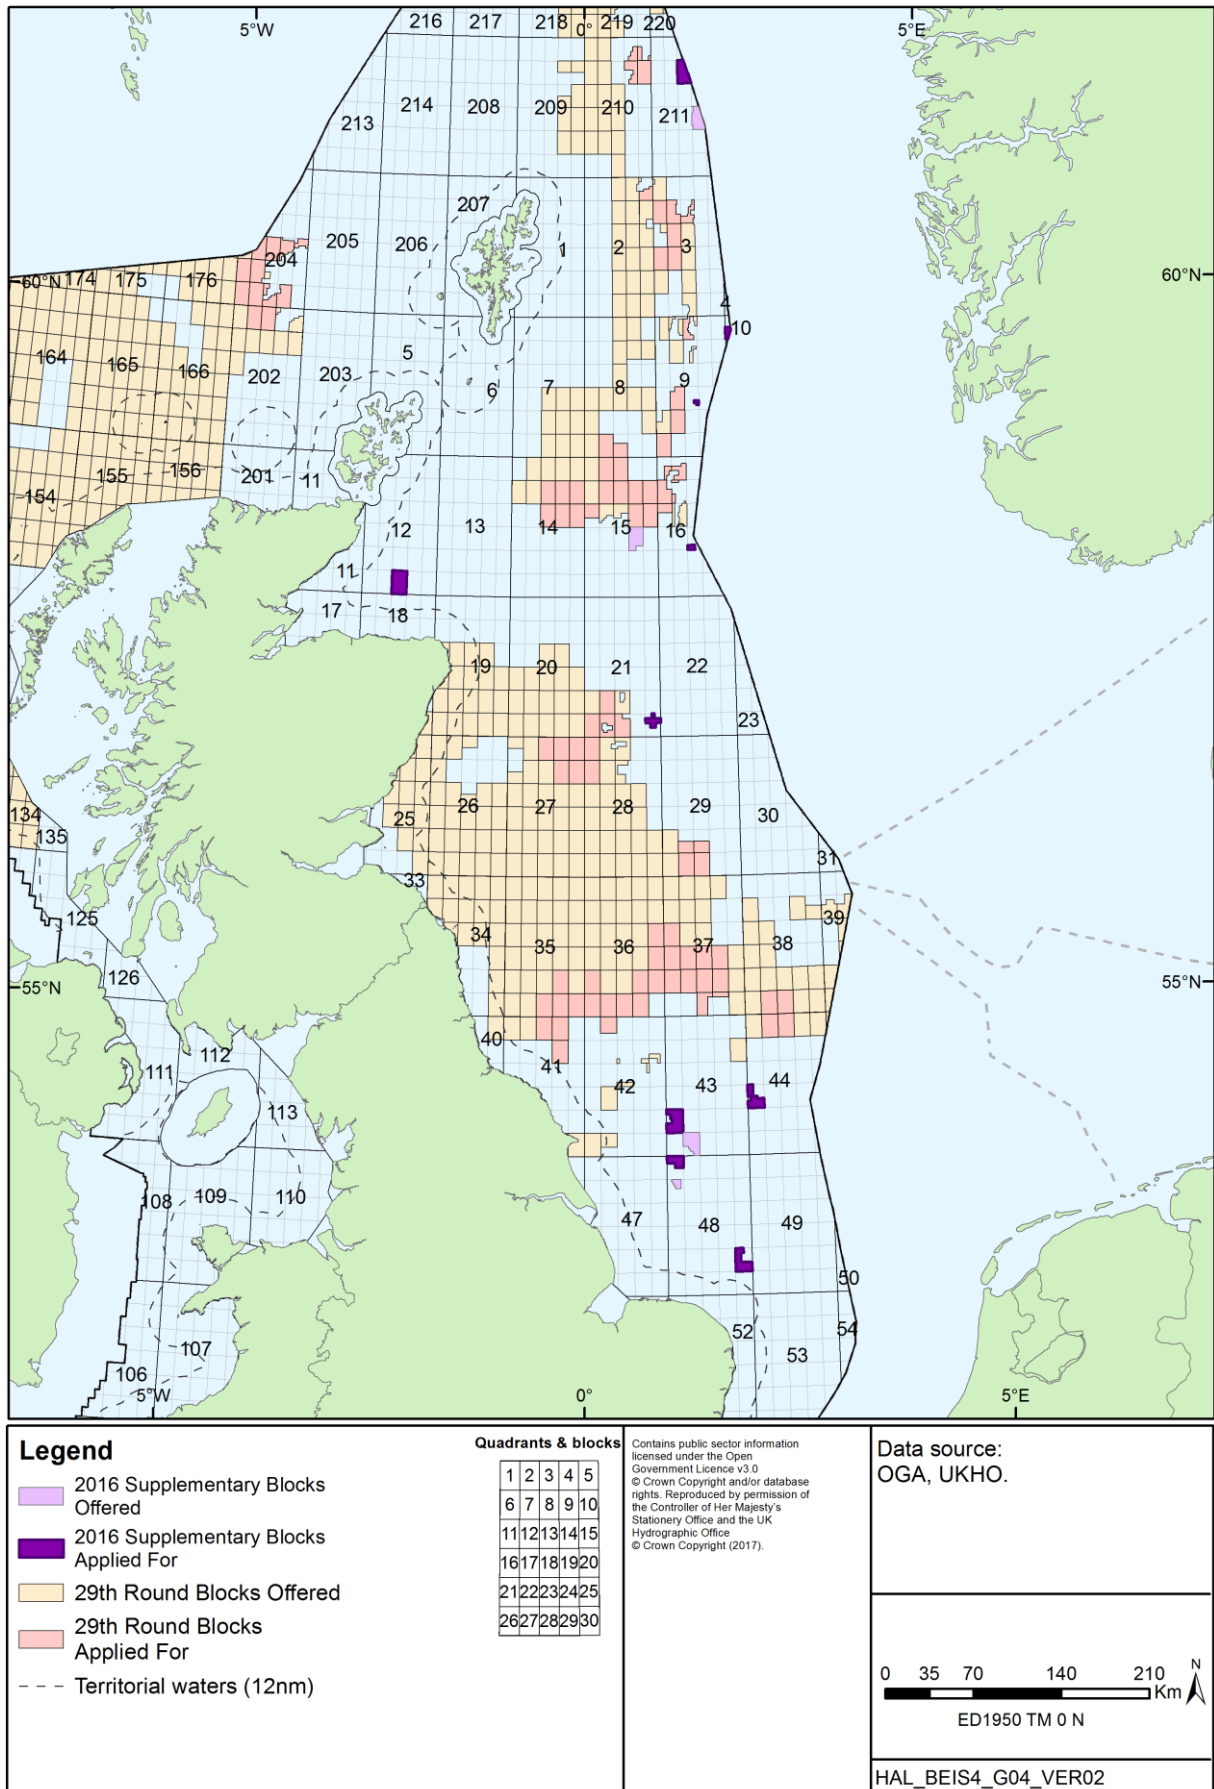 216 217 218 219 220
5°W 0° 5°E
213 214 208 209 210 211
207
205 206 1 2 3
204
60°N 174 175 176 60°N
4
10
164 165 166 202 203 5 6 7 8 9
154 155 156 201 11
12 13 14 15 16
11
17 18
19 20 21 22
23
25 26 27 28 29 30
134
135
31
33
125
34 35 36 37 38 39
126
55°N 55°N
40
41
112
111
42 43 44
113
108 109 110
47 48 49
50
52 53 54
107
106
5°W 0° 5°E
Legend
2016 Supplementary Blocks
Offered
2016 Supplementary Blocks
Applied For
29th Round Blocks Offered
29th Round Blocks
Applied For
Territorial waters (12nm)
Quadrants & blocks
1 2 3 4 5
6 7 8 9 10
11 12 13 14 15
16 17 18 19 20
21 22 23 24 25
26 27 28 29 30
Contains public sector information
licensed under the Open
Government Licence v3.0
© Crown Copyright and/or database
rights. Reproduced by permission of
the Controller of Her Majesty's
Stationery Office and the UK
Hydrographic Office
© Crown Copyright (2017).
Data source:
OGA, UKHO.
0 35 70 140 210
Km
N
ED1950 TM 0 N
HAL_BEIS4_G04_VER02